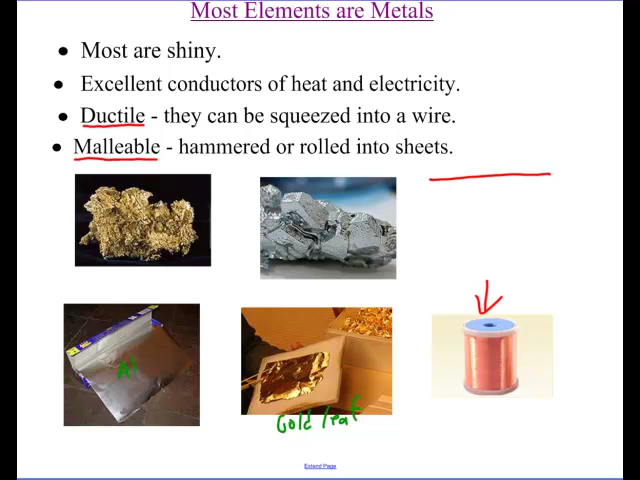 Most Elements are Metals
• Most are shiny.
• Excellent conductors of heat and electricity.
• Ductile - they can be squeezed into a wire.
• Malleable - hammered or rolled into sheets.
Al
Gold leaf
Extend Page